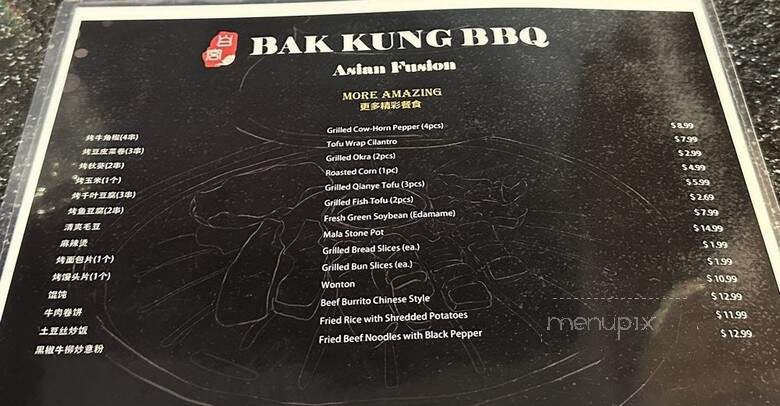 百宫
BAK KUNG BBQ
Asian Fusion
MORE AMAZING
更多精彩餐食
烤牛角椒(4串) Grilled Cow-Horn Pepper (4pcs) $8.99
烤豆皮菜卷(3串) Tofu Wrap Cilantro $7.99
烤秋葵(2串) Grilled Okra (2pcs) $2.99
烤玉米(1个) Roasted Corn (1pc) $4.99
烤千叶豆腐(3串) Grilled Qianye Tofu (3pcs) $5.99
烤鱼豆腐(2串) Grilled Fish Tofu (2pcs) $2.69
清爽毛豆 Fresh Green Soybean (Edamame) $7.99
麻辣烫 Mala Stone Pot $14.99
烤面包片(1个) Grilled Bread Slices (ea.) $1.99
烤馒头片(1个) Grilled Bun Slices (ea.) $1.99
馄饨 Wonton $10.99
牛肉卷饼 Beef Burrito Chinese Style $12.99
土豆丝炒饭 Fried Rice with Shredded Potatoes $11.99
黑椒牛柳炒意粉 Fried Beef Noodles with Black Pepper $12.99
menupix